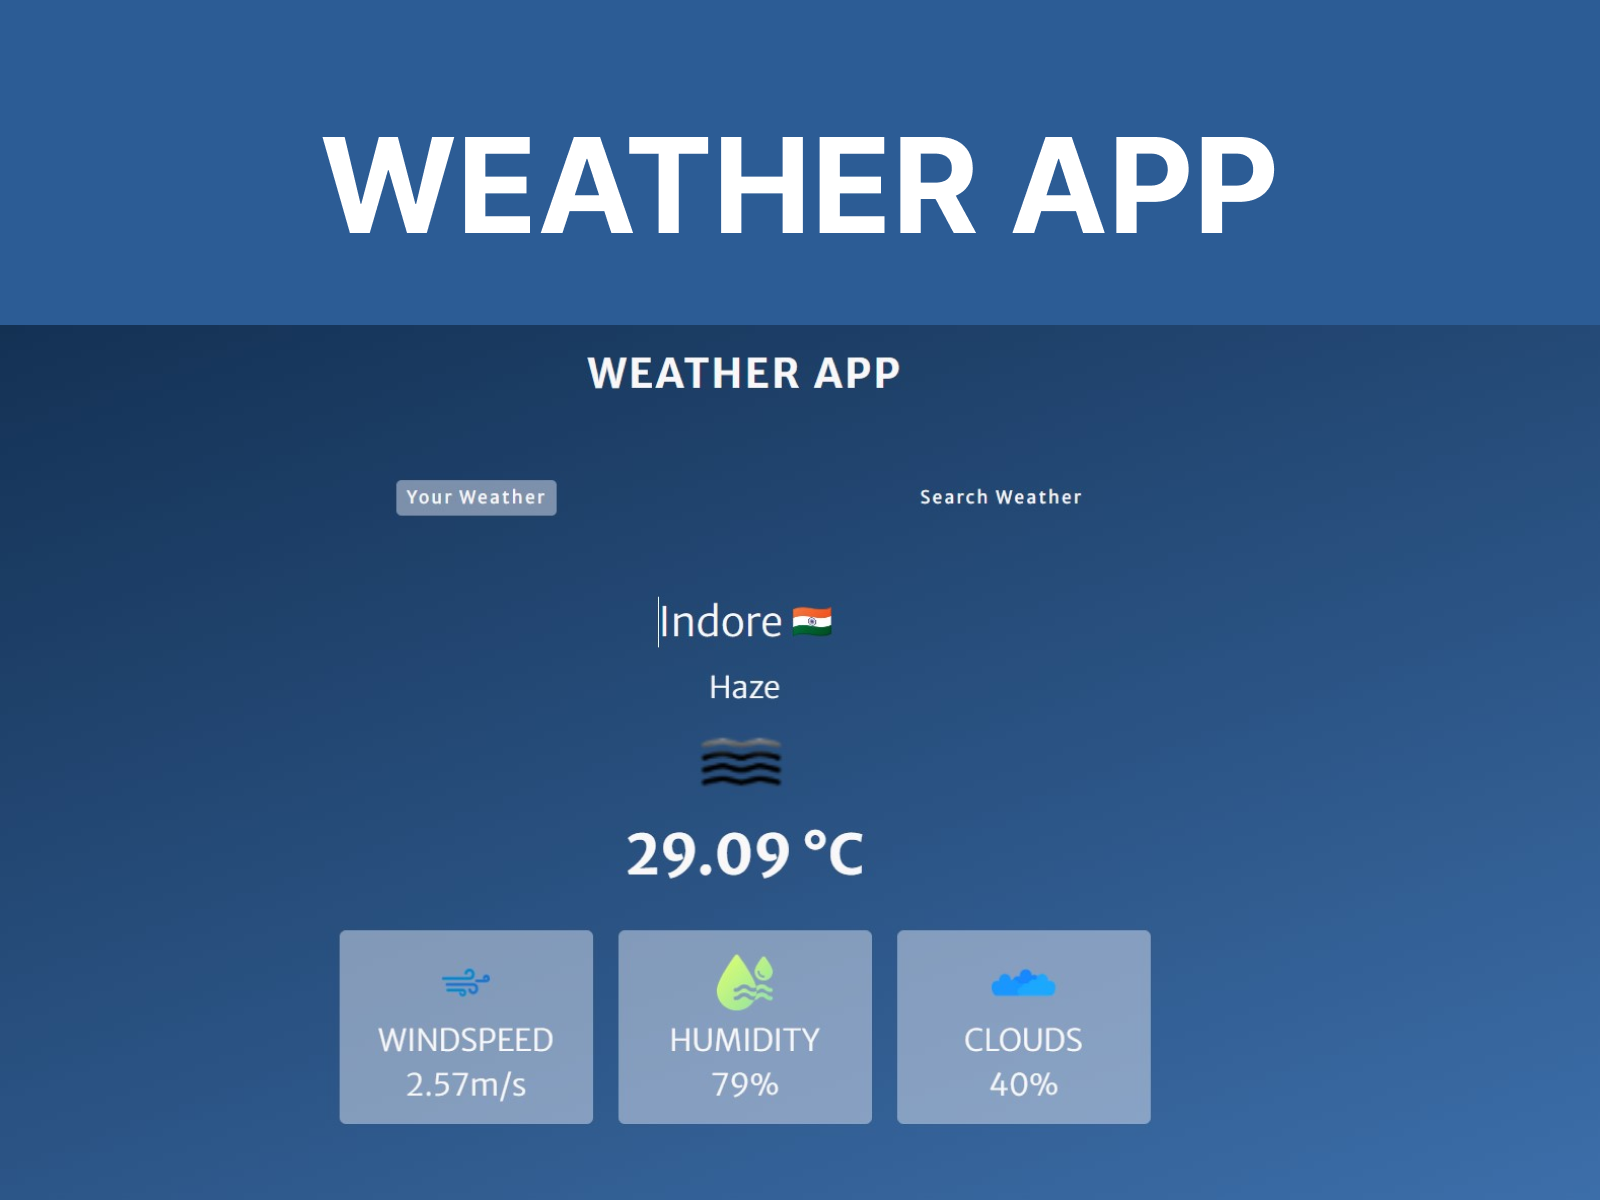 WEATHER APP
WEATHER APP
Your Weather
Search Weather
Indore
Haze
29.09 °C
WINDSPEED
2.57m/s
HUMIDITY
79%
CLOUDS
40%